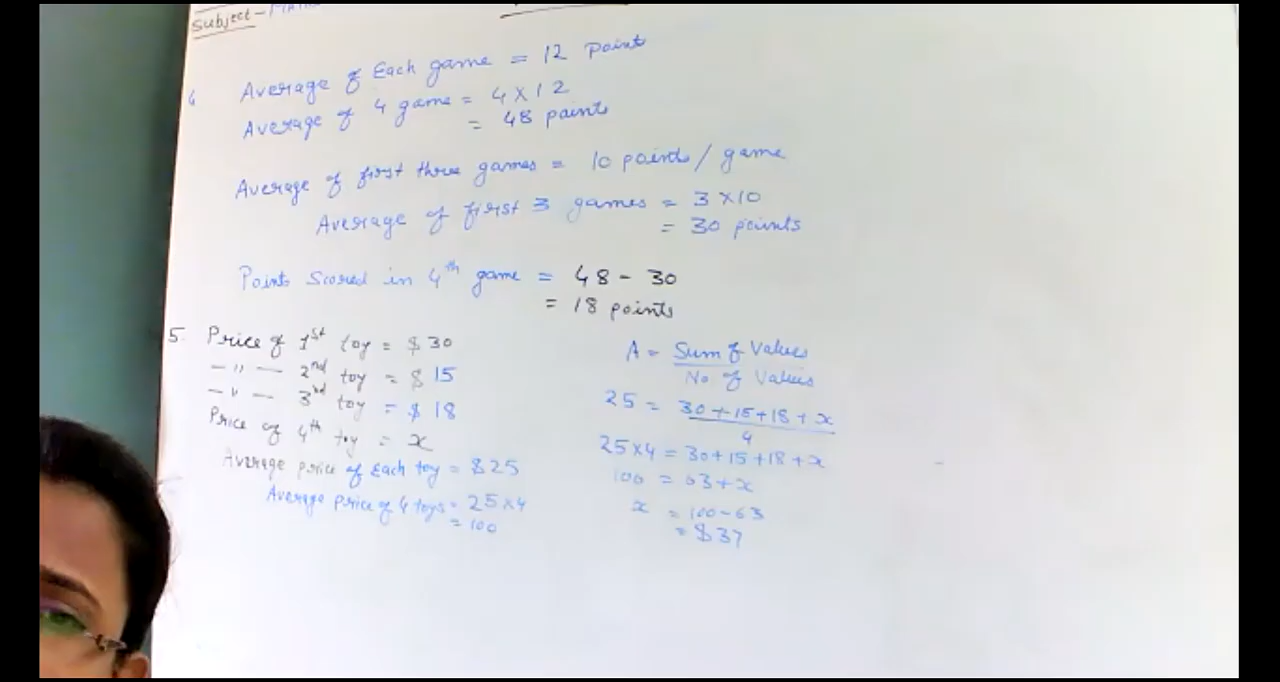 Subject -
4 Average of Each game = 12 point
Average of 4 game = 4 X 12
= 48 points
Average of first three games = 10 points / game
Average of first 3 games = 3 X 10
= 30 points
Points Scored in 4th game = 48 - 30
= 18 points
5. Price of 1st toy = $ 30
- " - 2nd toy = $ 15
- " - 3rd toy = $ 18
Price of 4th toy = x
Average price of Each toy = $25
Average price of 4 toys = 25 x 4
= 100
A = Sum of Values
No. of Values
25 = 30 + 15 + 18 + x
4
25 x 4 = 30 + 15 + 18 + x
100 = 63 + x
x = 100 - 63
= $37